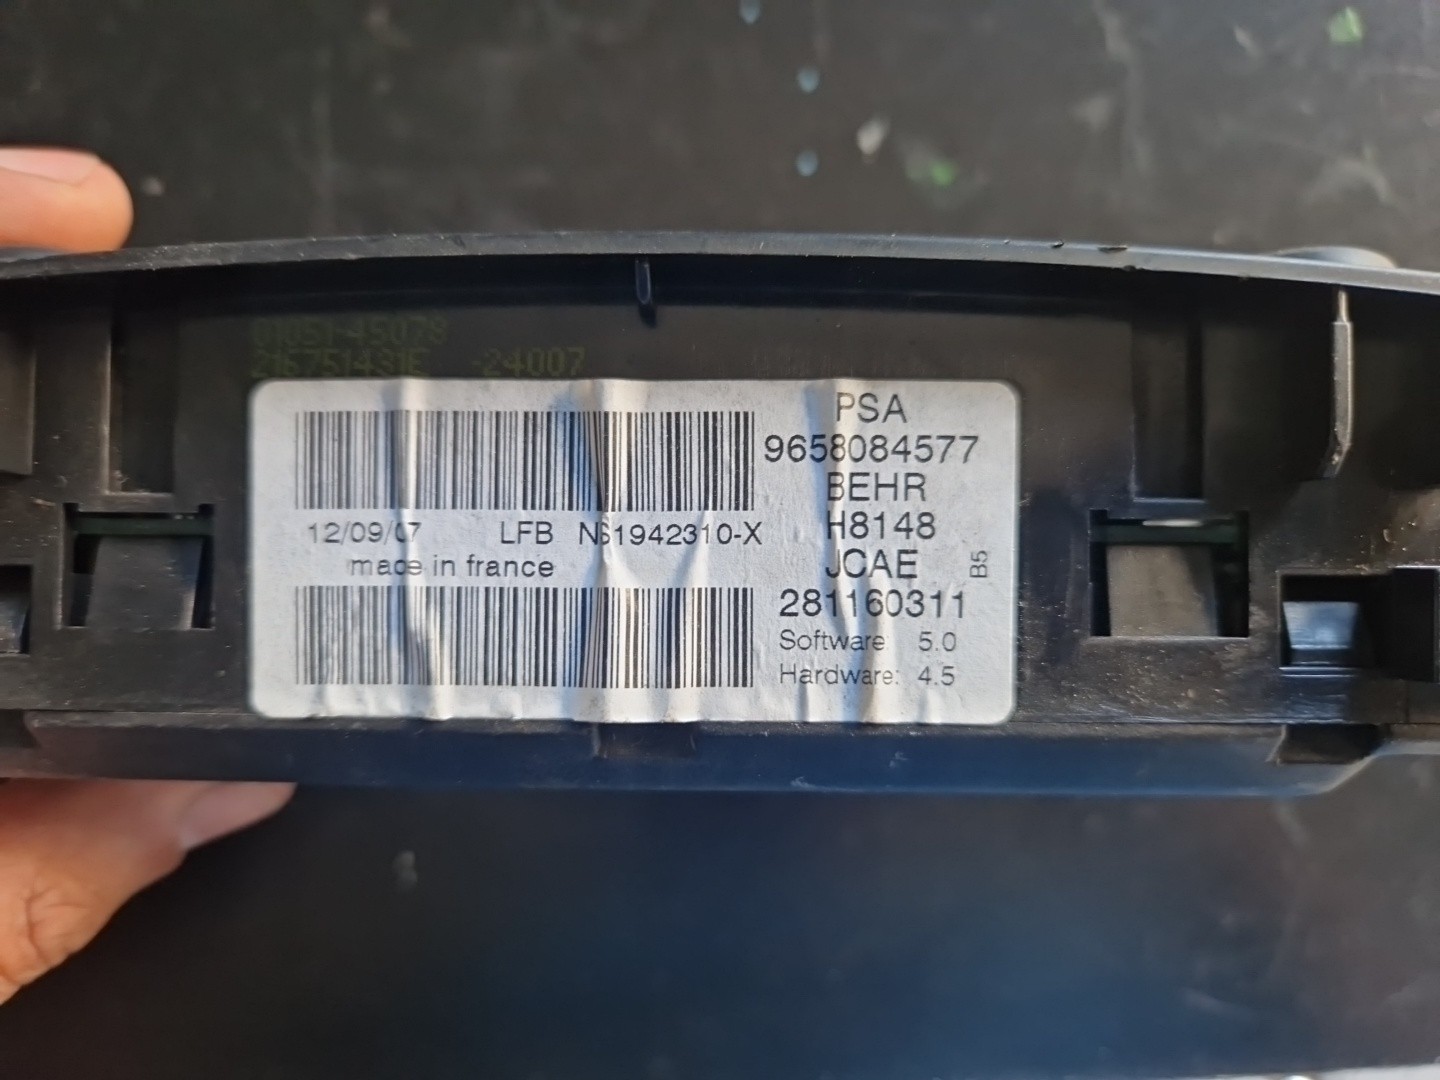 -24007
PSA
9658084577
BEHR
12/09/07 LFB N61942310-X H8148
made in france JCAE B5
281160311
Software 5.0
Hardware: 4.5